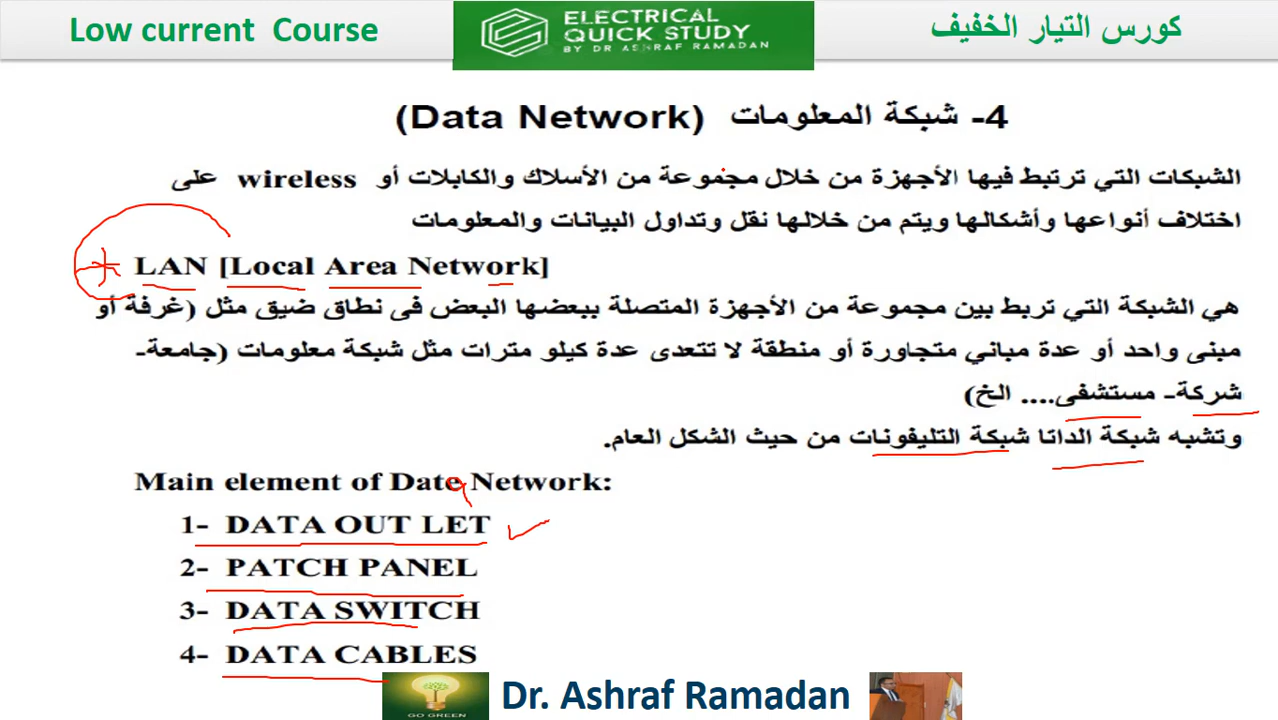 Low current Course
ELECTRICAL
QUICK STUDY
BY DR ASHRAF RAMADAN
كورس التيار الخفيف
4- شبكة المعلومات (Data Network)
الشبكات التي ترتبط فيها الأجهزة من خلال مجموعة من الأسلاك والكابلات أو wireless على
اختلاف أنواعها وأشكالها ويتم من خلالها نقل وتداول البيانات والمعلومات
LAN [Local Area Network]
هي الشبكة التي تربط بين مجموعة من الأجهزة المتصلة ببعضها البعض فى نطاق ضيق مثل (غرفة أو
مبنى واحد أو عدة مباني متجاورة أو منطقة لا تتعدى عدة كيلو مترات مثل شبكة معلومات (جامعة-
شركة- مستشفى.... الخ)
وتشبه شبكة الداتا شبكة التليفونات من حيث الشكل العام.
Main element of Date Network:
1- DATA OUT LET
2- PATCH PANEL
3- DATA SWITCH
4- DATA CABLES
GO GREEN
Dr. Ashraf Ramadan